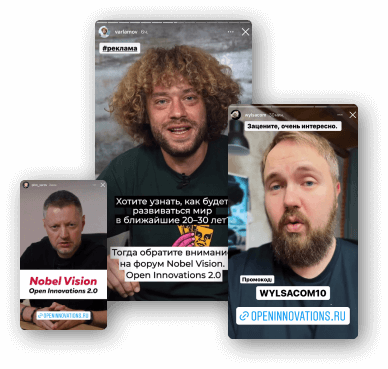 varlamov
#реклама
Хотите узнать, как будет
развиваться мир
в ближайшие 20–30 лет
Тогда обратите внимание
на форум Nobel Vision.
Open Innovations 2.0
wylsacom
Зацените, очень интересно.
Промокод:
WYLSACOM10
OPENINNOVATIONS.RU
Nobel Vision
Open Innovations 2.0
OPENINNOVATIONS.RU